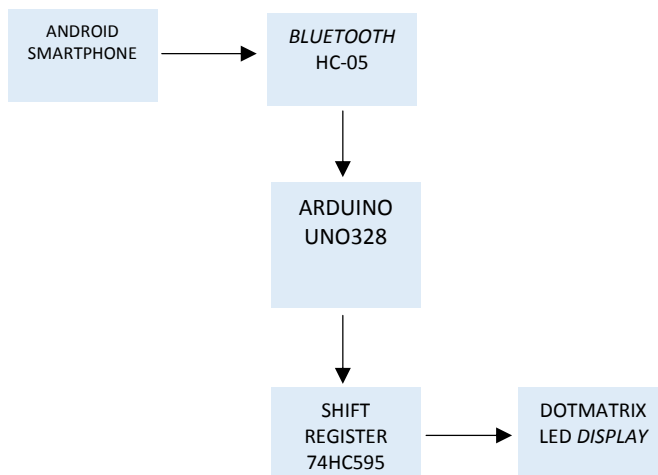 ANDROID
SMARTPHONE
BLUETOOTH
HC-05
ARDUINO
UNO328
SHIFT
REGISTER
74HC595
DOTMATRIX
LED DISPLAY